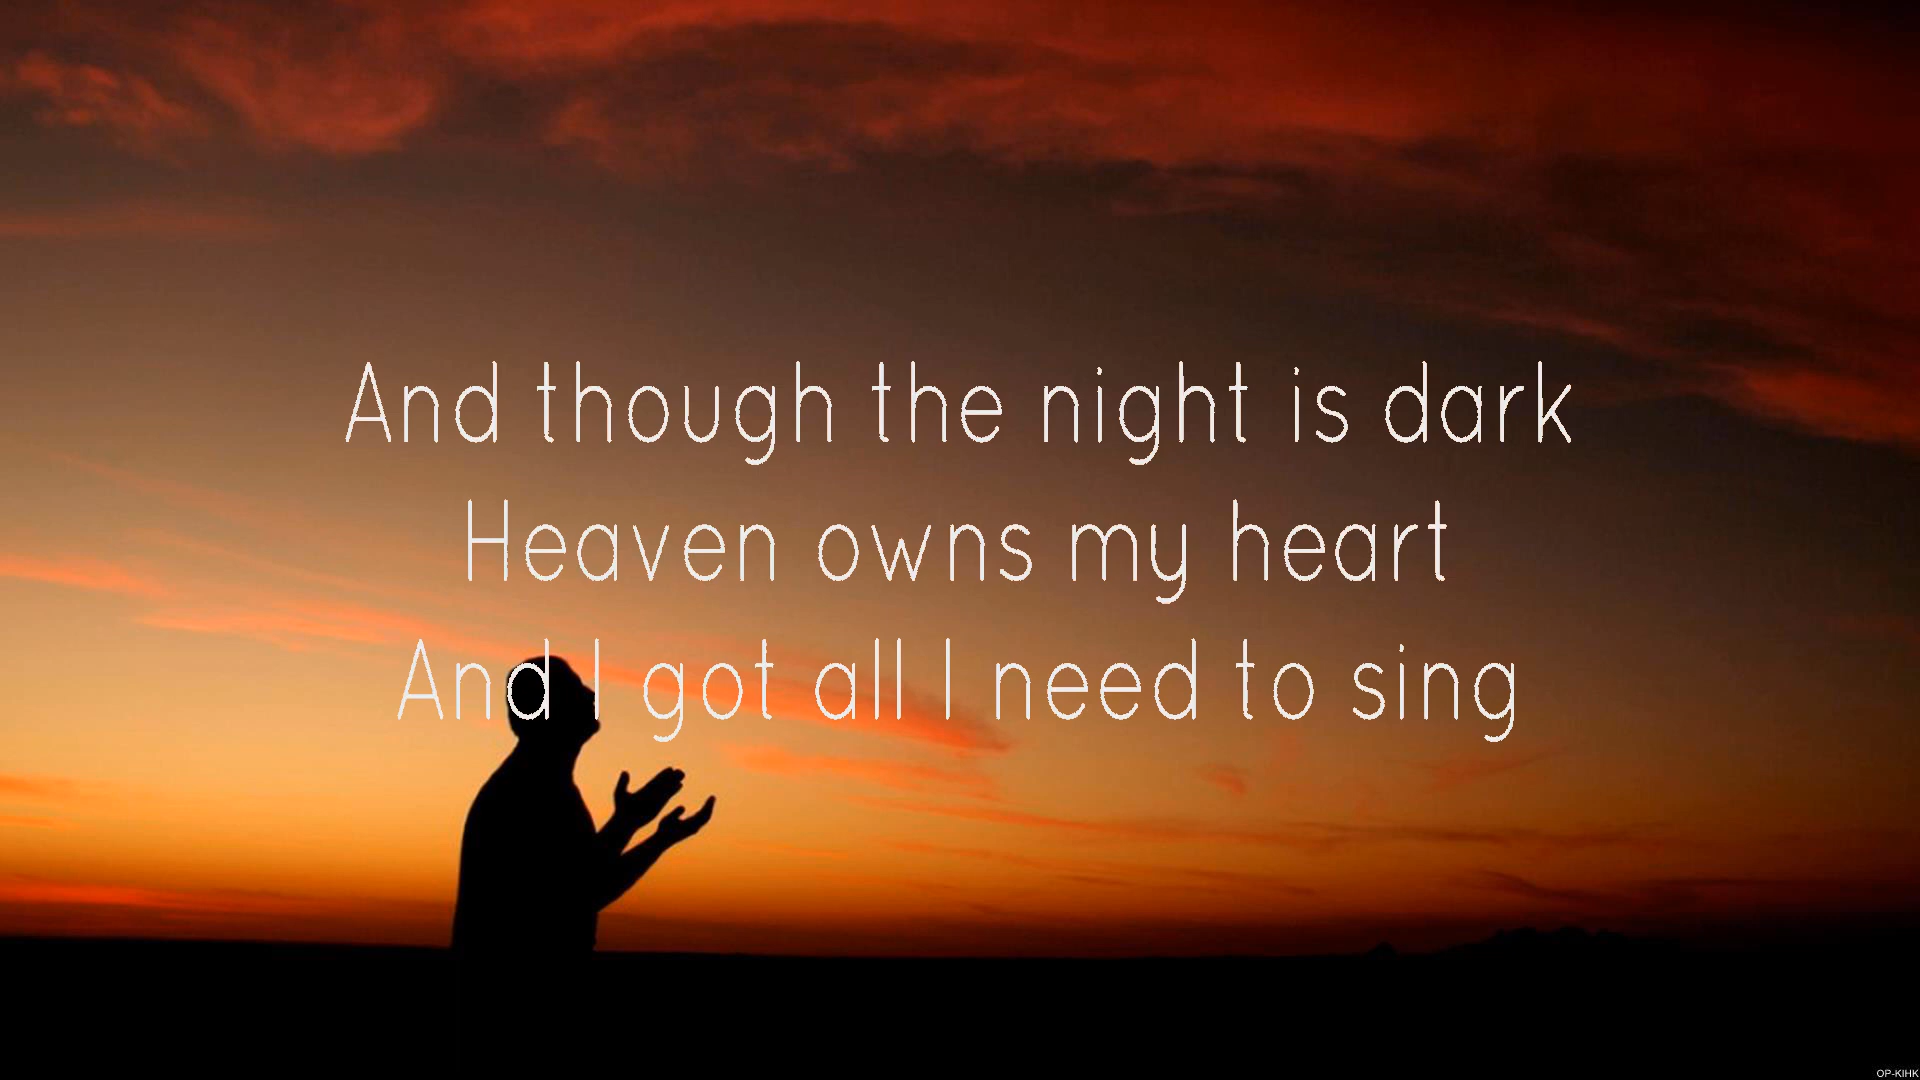 And though the night is dark
Heaven owns my heart
And I got all I need to sing
OP-KIHK